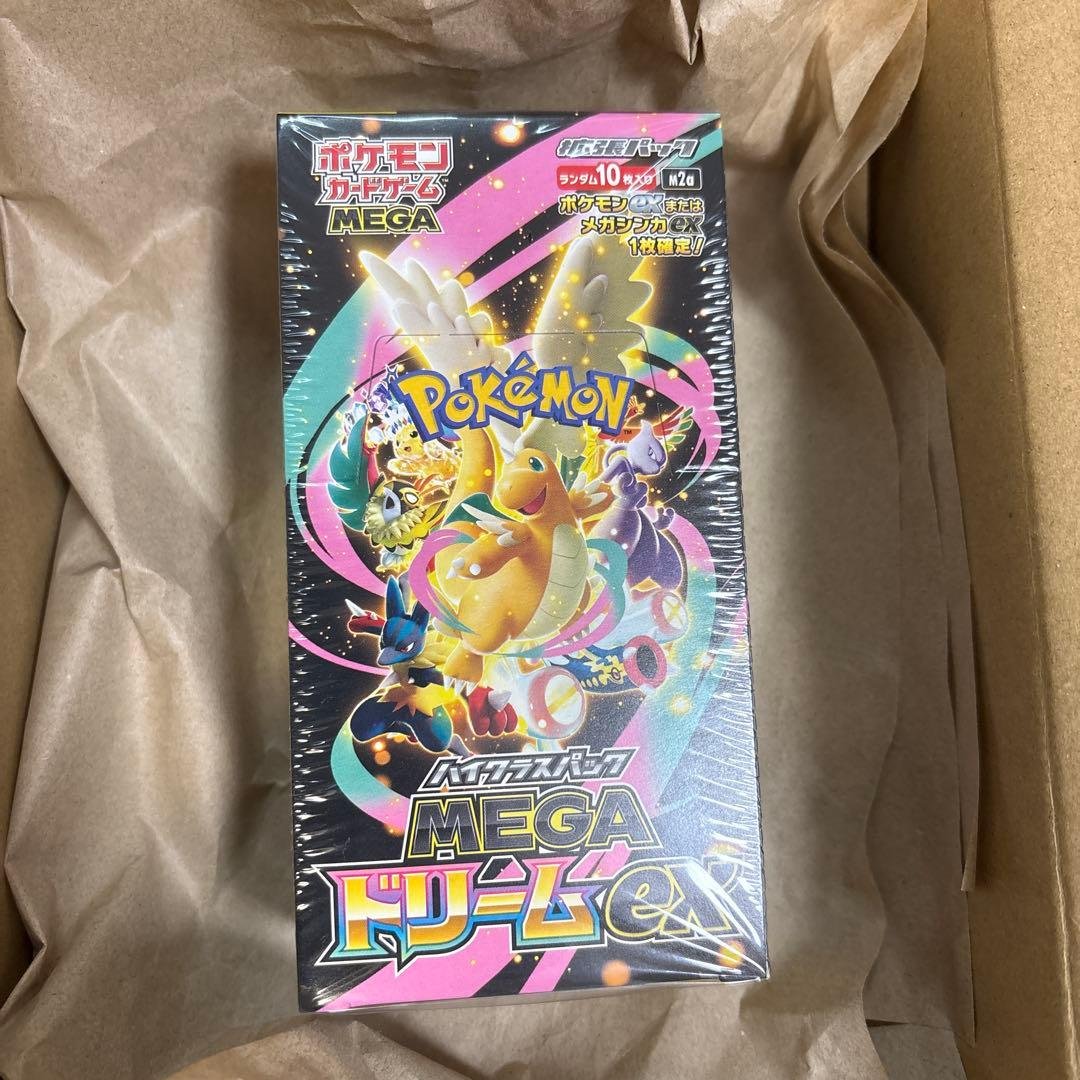 ポケモン
カードゲーム
MEGA
拡張パック
ランダム10枚入り M2a
ポケモンexまたは
メガシンカex
1枚確定!
POKéMON
ハイクラスパック
MEGA
ドリームex